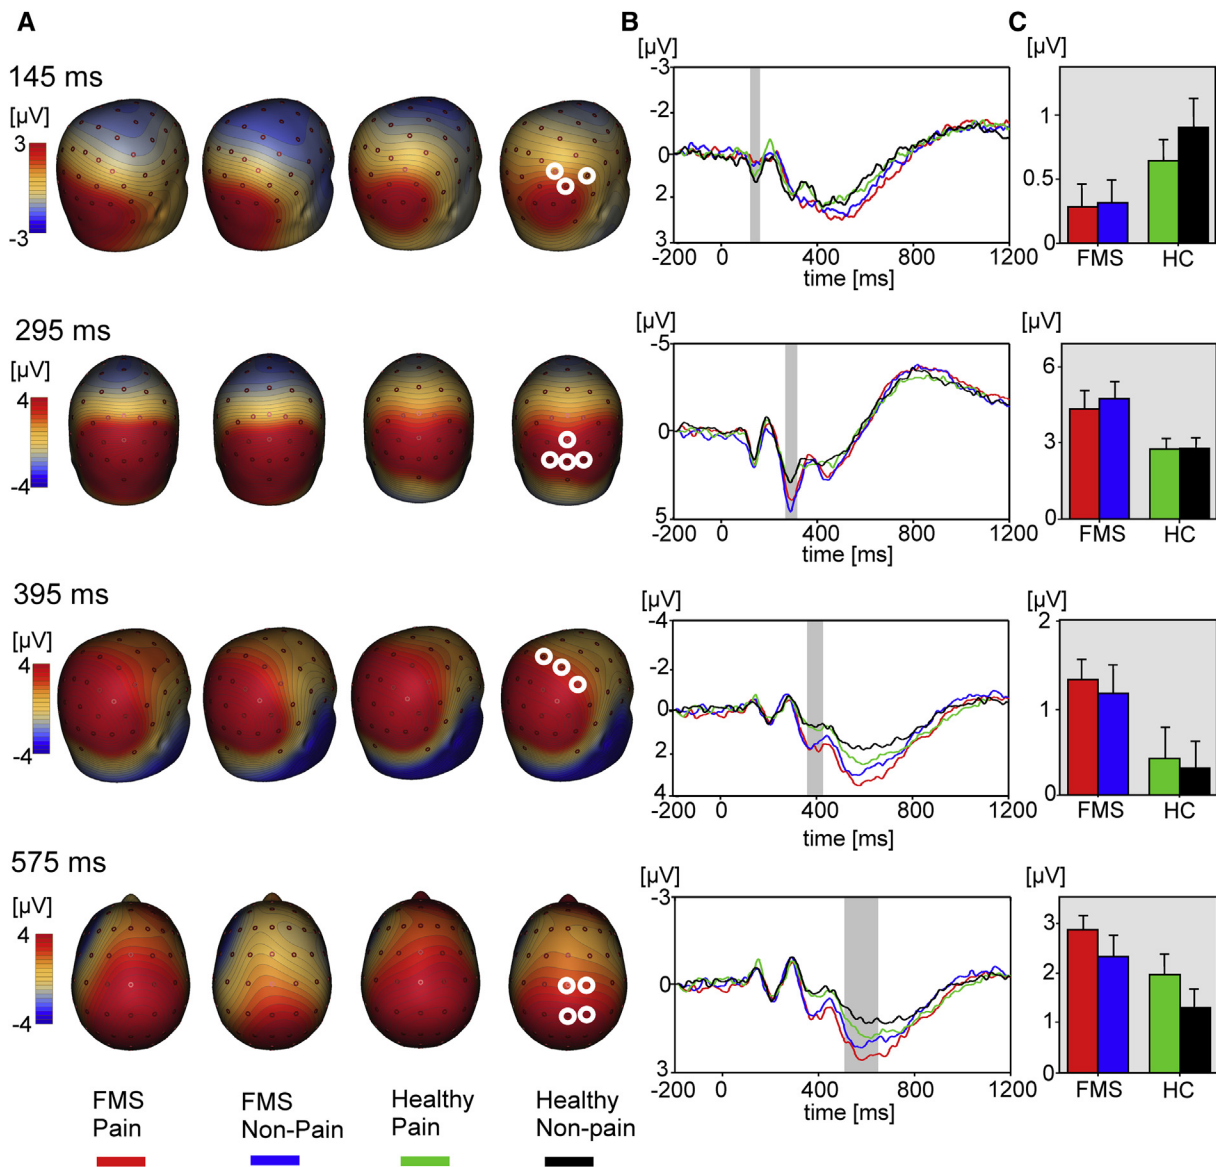 A B C
145 ms
[µV]
3
-3
[µV]
-3
-2
0
2
3
-200 0 400 800 1200
time [ms]
1
0.5
0
FMS HC
295 ms
[µV]
4
-4
[µV]
-5
0
5
-200 0 400 800 1200
time [ms]
[µV]
6
3
0
FMS HC
395 ms
[µV]
4
-4
[µV]
-4
-2
0
2
4
-200 0 400 800 1200
time [ms]
[µV]
2
1
0
FMS HC
575 ms
[µV]
4
-4
[µV]
-3
0
3
-200 0 400 800 1200
time [ms]
[µV]
3
2
1
0
FMS HC
[µV]
FMS Pain
FMS Non-Pain
Healthy Pain
Healthy Non-pain